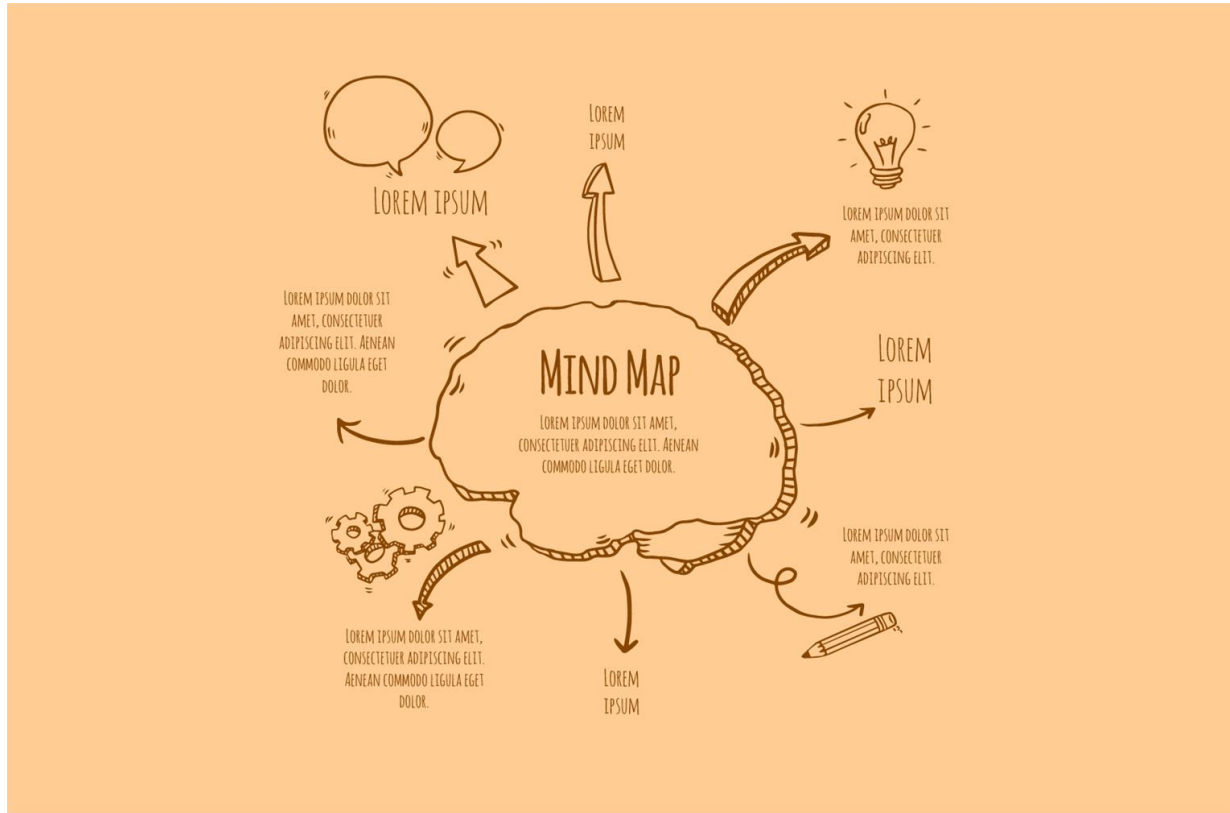 Lorem
ipsum
Lorem ipsum
Lorem ipsum dolor sit
amet, consectetuer
adipiscing elit.
Lorem ipsum dolor sit
amet, consectetuer
adipiscing elit. Aenean
commodo ligula eget
dolor.
Mind Map
Lorem ipsum dolor sit amet,
consectetuer adipiscing elit. Aenean
commodo ligula eget dolor.
Lorem
ipsum
Lorem ipsum dolor sit
amet, consectetuer
adipiscing elit.
Lorem ipsum dolor sit amet,
consectetuer adipiscing elit.
Aenean commodo ligula eget
dolor.
Lorem
ipsum